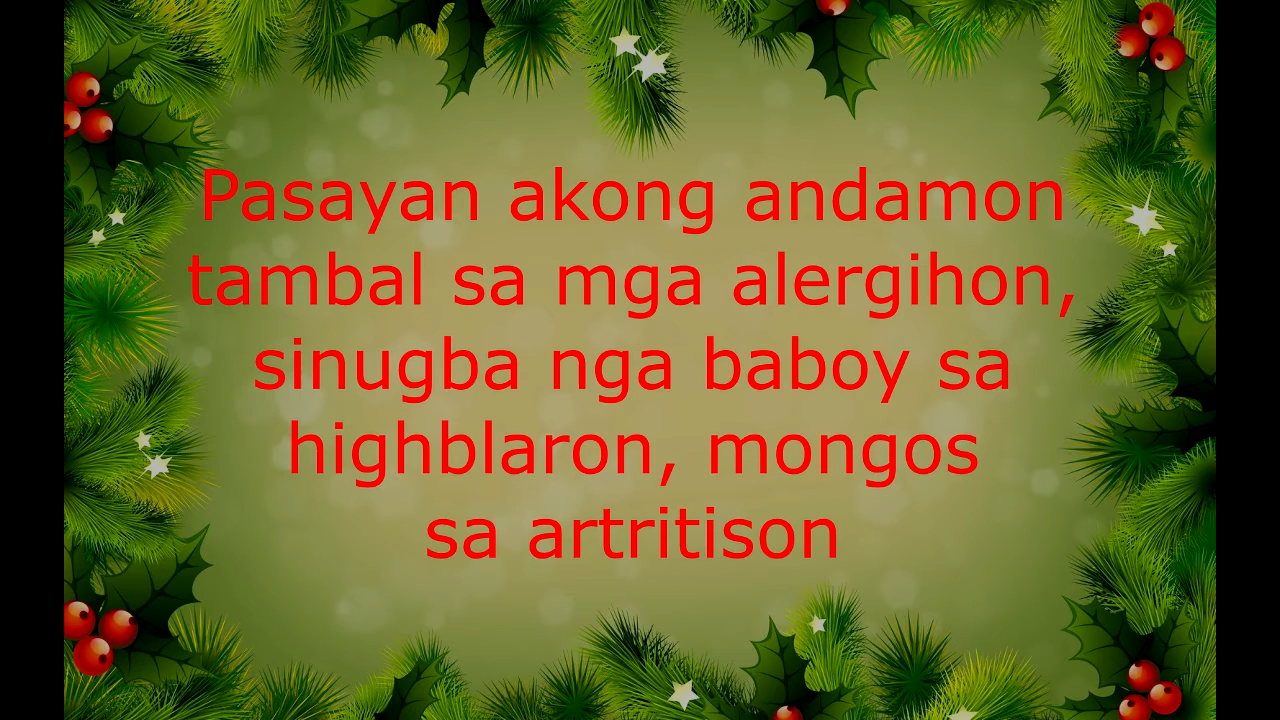 Pasayan akong andamon
tambal sa mga alergihon,
sinugba nga baboy sa
highblaron, mongos
sa artritison